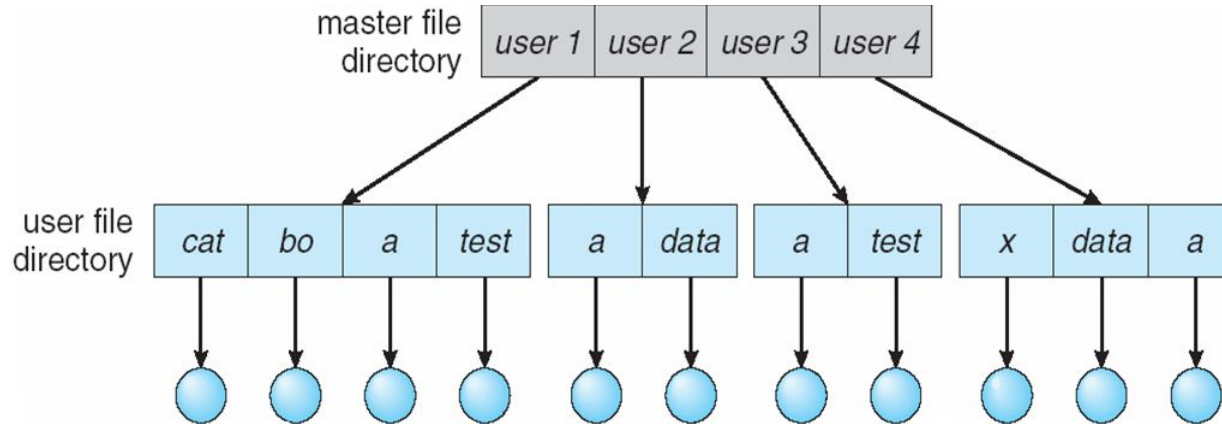 master file directory
user 1 user 2 user 3 user 4
user file directory
cat bo a test a data a test x data a